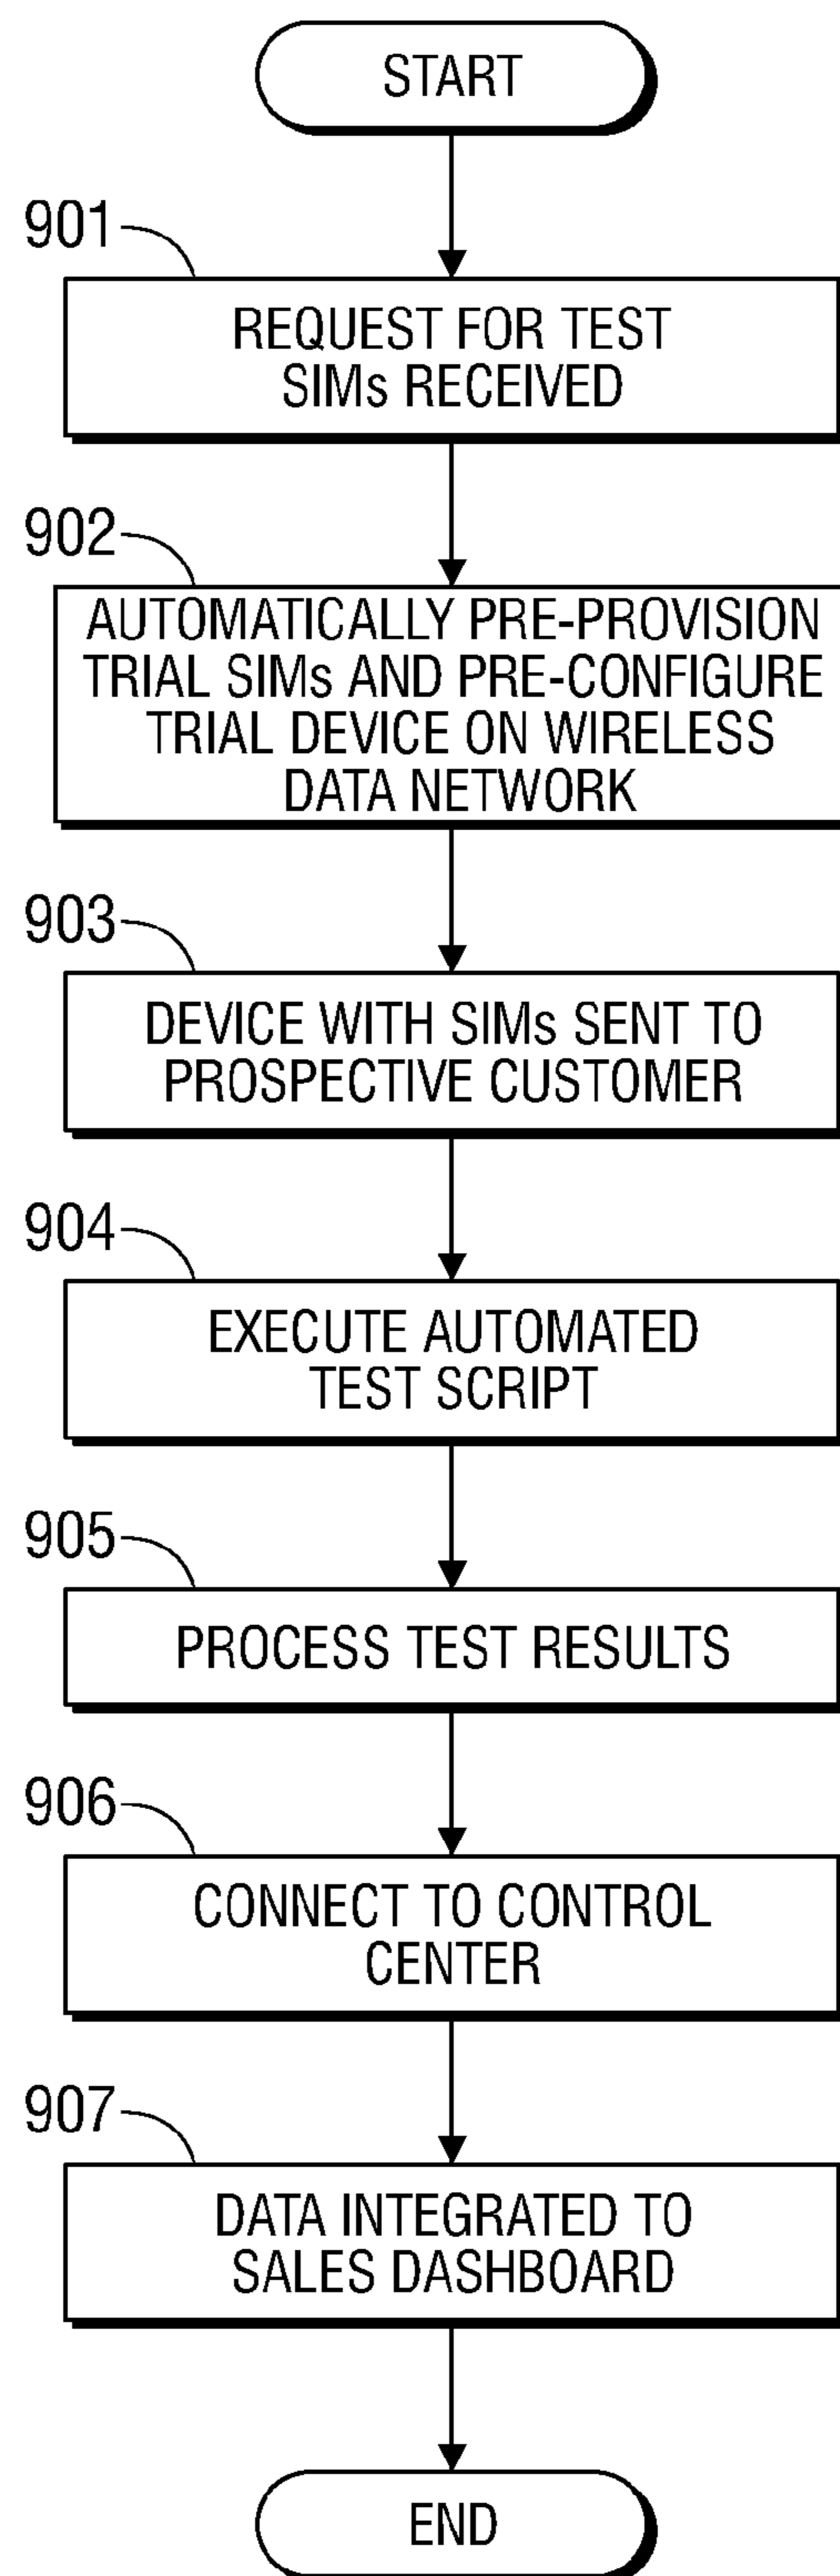 START
901
REQUEST FOR TEST
SIMs RECEIVED
902
AUTOMATICALLY PRE-PROVISION
TRIAL SIMs AND PRE-CONFIGURE
TRIAL DEVICE ON WIRELESS
DATA NETWORK
903
DEVICE WITH SIMs SENT TO
PROSPECTIVE CUSTOMER
904
EXECUTE AUTOMATED
TEST SCRIPT
905
PROCESS TEST RESULTS
906
CONNECT TO CONTROL
CENTER
907
DATA INTEGRATED TO
SALES DASHBOARD
END